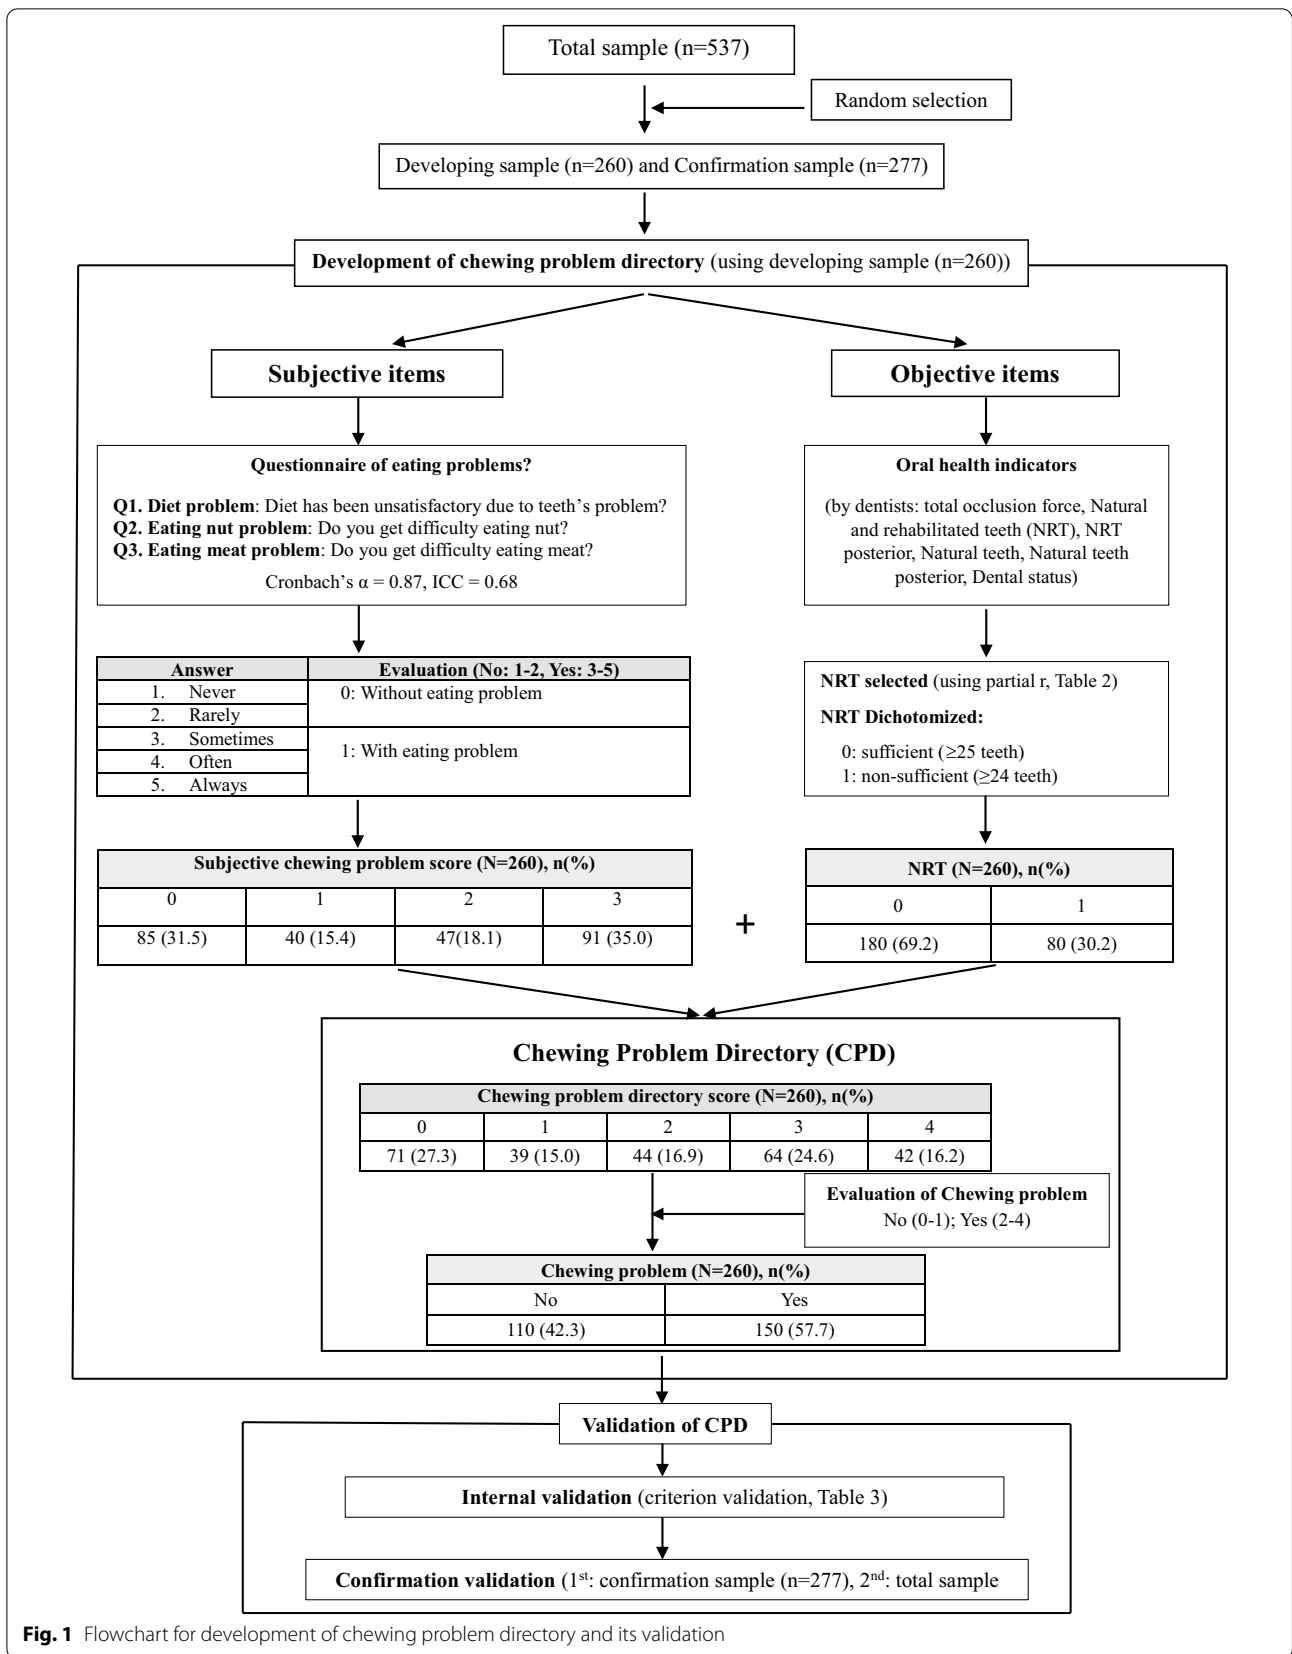 Total sample (n=537)
Random selection
Developing sample (n=260) and Confirmation sample (n=277)
Development of chewing problem directory (using developing sample (n=260))
Subjective items
Objective items
Questionnaire of eating problems?
Q1. Diet problem: Diet has been unsatisfactory due to teeth's problem?
Q2. Eating nut problem: Do you get difficulty eating nut?
Q3. Eating meat problem: Do you get difficulty eating meat?
Cronbach's α = 0.87, ICC = 0.68
Oral health indicators
(by dentists: total occlusion force, Natural
and rehabilitated teeth (NRT), NRT
posterior, Natural teeth, Natural teeth
posterior, Dental status)
Answer Evaluation (No: 1-2, Yes: 3-5)
1. Never 0: Without eating problem
2. Rarely
3. Sometimes 1: With eating problem
4. Often
5. Always
NRT selected (using partial r, Table 2)
NRT Dichotomized:
0: sufficient (≥25 teeth)
1: non-sufficient (≥24 teeth)
Subjective chewing problem score (N=260), n(%)
0 1 2 3
85 (31.5) 40 (15.4) 47(18.1) 91 (35.0)
+
NRT (N=260), n(%)
0 1
180 (69.2) 80 (30.2)
Chewing Problem Directory (CPD)
Chewing problem directory score (N=260), n(%)
0 1 2 3 4
71 (27.3) 39 (15.0) 44 (16.9) 64 (24.6) 42 (16.2)
Evaluation of Chewing problem
No (0-1); Yes (2-4)
Chewing problem (N=260), n(%)
No Yes
110 (42.3) 150 (57.7)
Validation of CPD
Internal validation (criterion validation, Table 3)
Confirmation validation (1st: confirmation sample (n=277), 2nd: total sample
Fig. 1 Flowchart for development of chewing problem directory and its validation